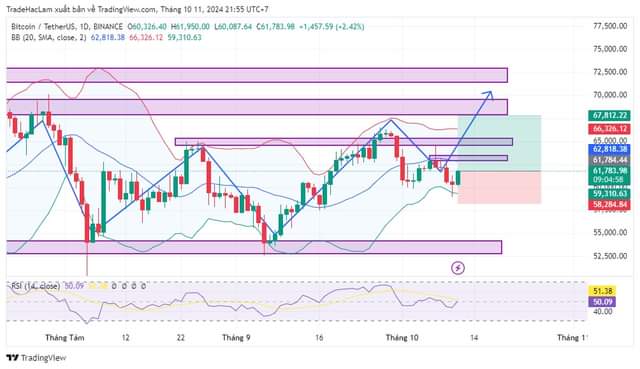 TradeHacLam xuất bản về TradingView.com, Tháng 10 11, 2024 21:55 UTC+7
Bitcoin / TetherUS, 1D, BINANCE O60,326.40 H61,950.00 L60,087.64 C61,783.98 +1,457.59 (+2.42%)
BB (20, SMA, close, 2) 62,818.38 66,326.12 59,310.63
77,500.00
72,500.00
70,000.00
67,812.22
66,326.12
65,000.00
62,818.38
61,784.44
61,783.98
09:04:58
59,310.63
58,284.84
55,000.00
52,500.00
RSI (14, close) 50.09 51.38 Ø Ø Ø Ø
51.38
50.09
40.00
Tháng Tám 12 22 Tháng 9 16 Tháng 10 14 Tháng 11
TradingView